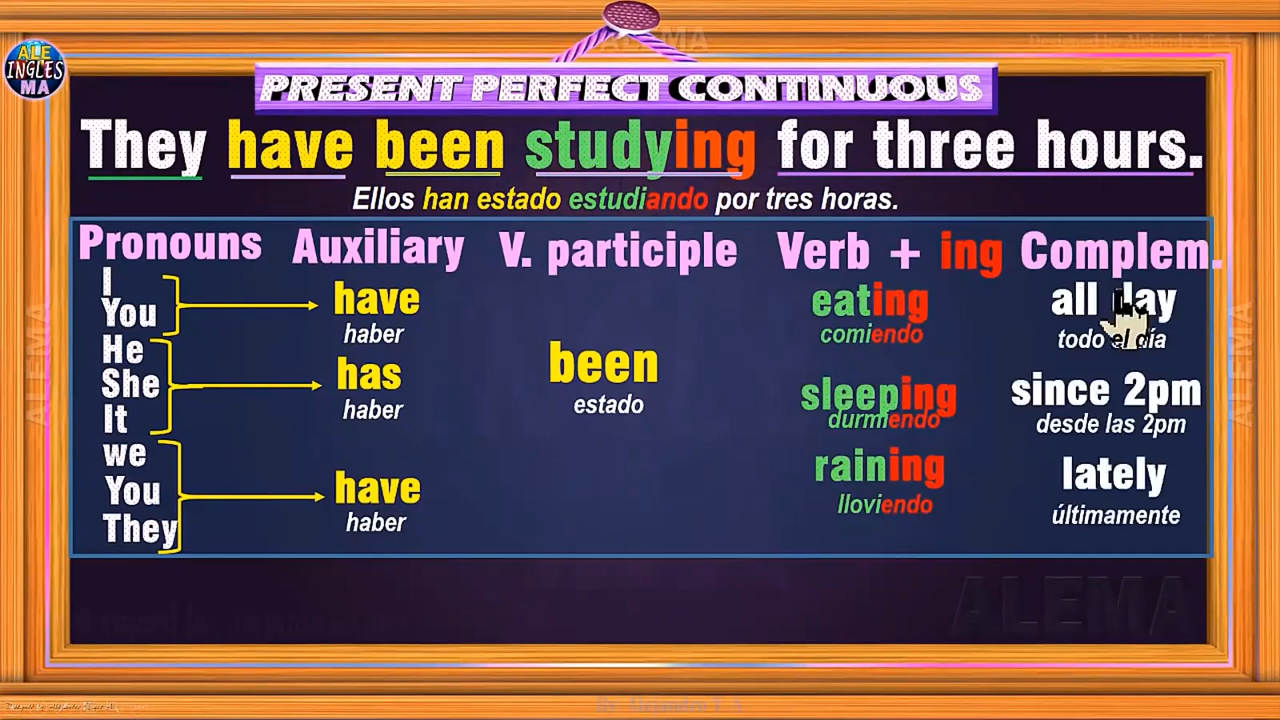 ALE
INGLES
MA
ALEMA
PRESENT PERFECT CONTINUOUS
They have been studying for three hours.
Ellos han estado estudiando por tres horas.
Pronouns Auxiliary V. participle Verb + ing Complem.
I
You
have
haber
eating
comiendo
all day
todo el día
He
She
It
has
haber
been
estado
sleeping
durmiendo
since 2pm
desde las 2pm
we
You
They
have
haber
raining
lloviendo
lately
últimamente
ALEMA
ALEMA
ALEMA